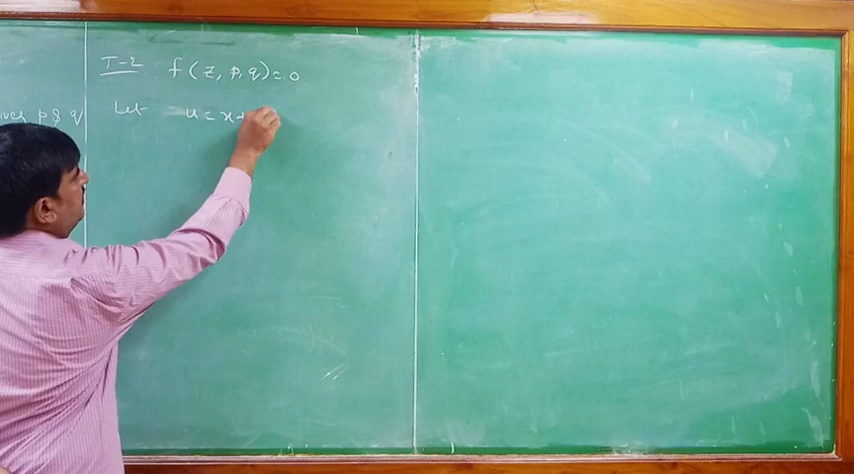 I-2 f(z, p, q) = 0
p & q
Let u = x+